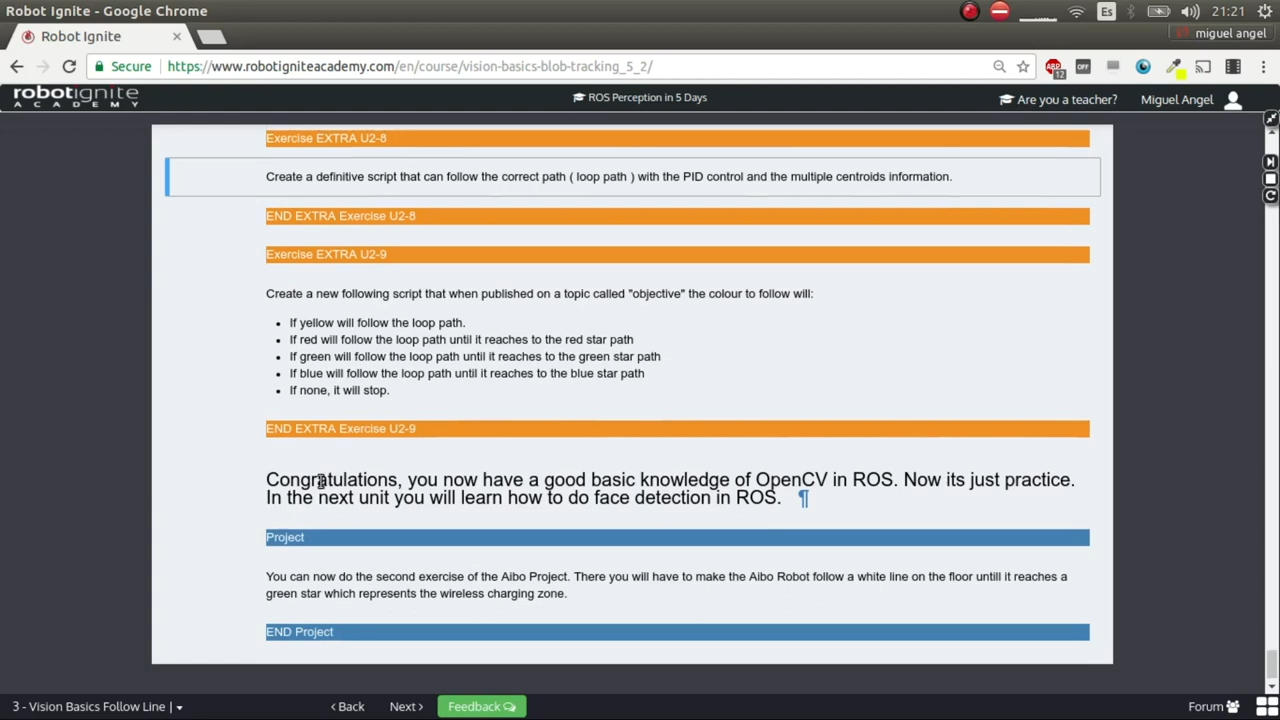 Robot Ignite - Google Chrome
Es
21:21
Robot Ignite
miguel angel
Secure
https://www.robotigniteacademy.com/en/course/vision-basics-blob-tracking_5_2/
ABP
12
OFF
robotignite
ACADEMY
ROS Perception in 5 Days
Are you a teacher?
Miguel Angel
Exercise EXTRA U2-8
Create a definitive script that can follow the correct path ( loop path ) with the PID control and the multiple centroids information.
END EXTRA Exercise U2-8
Exercise EXTRA U2-9
Create a new following script that when published on a topic called "objective" the colour to follow will:
• If yellow will follow the loop path.
• If red will follow the loop path until it reaches to the red star path
• If green will follow the loop path until it reaches to the green star path
• If blue will follow the loop path until it reaches to the blue star path
• If none, it will stop.
END EXTRA Exercise U2-9
Congratulations, you now have a good basic knowledge of OpenCV in ROS. Now its just practice.
In the next unit you will learn how to do face detection in ROS. ¶
Project
You can now do the second exercise of the Aibo Project. There you will have to make the Aibo Robot follow a white line on the floor untill it reaches a
green star which represents the wireless charging zone.
END Project
3 - Vision Basics Follow Line |
Back
Next
Feedback
Forum